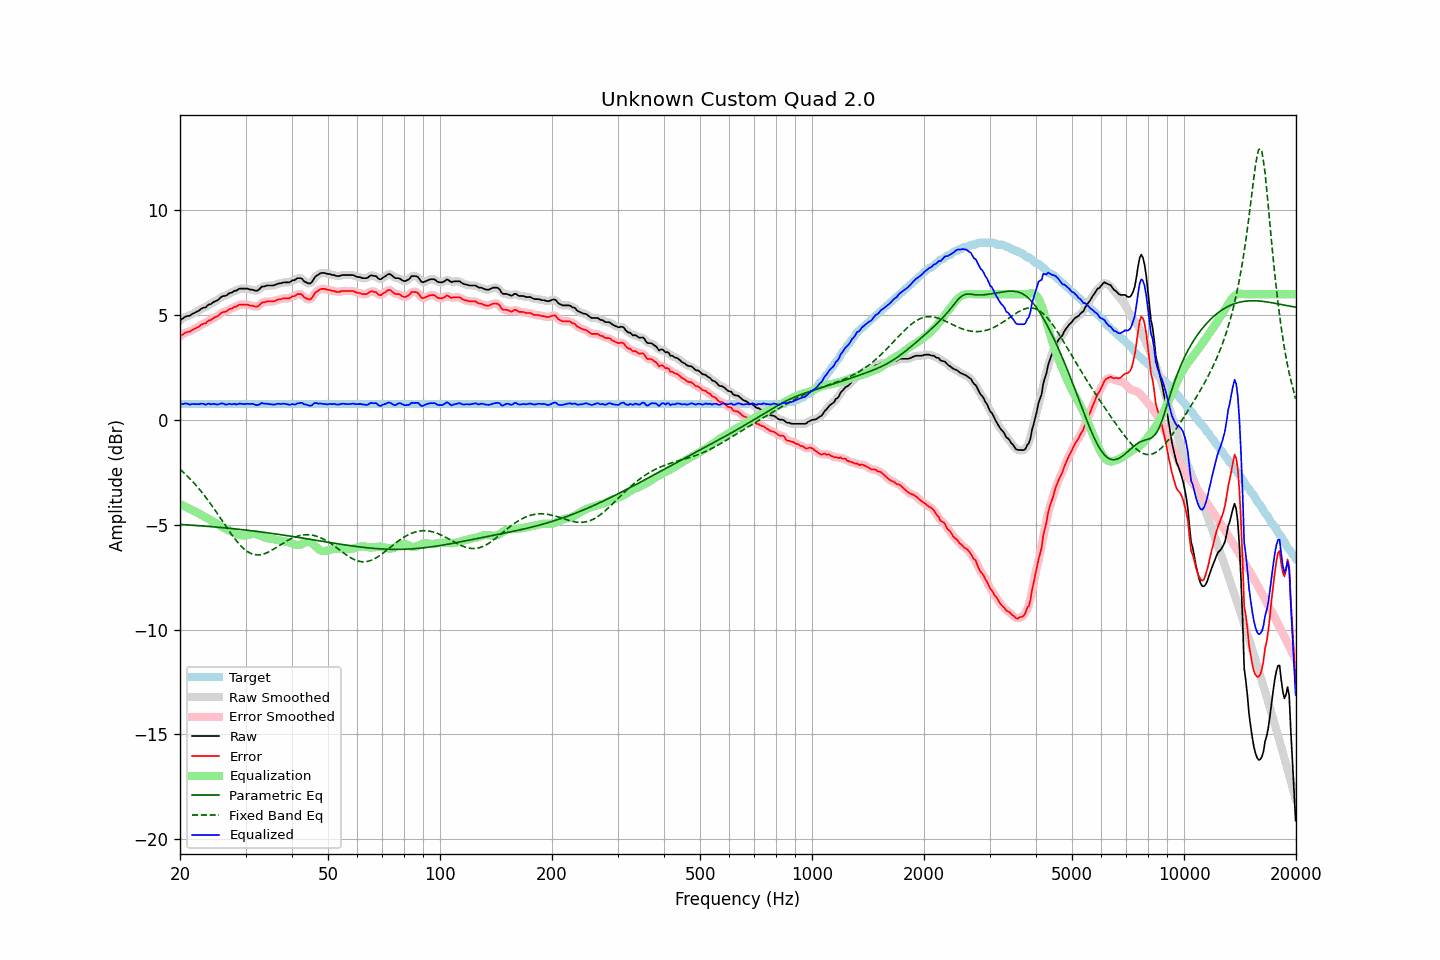 Unknown Custom Quad 2.0
Amplitude (dBr)
10
5
0
−5
−10
−15
−20
Target
Raw Smoothed
Error Smoothed
Raw
Error
Equalization
Parametric Eq
Fixed Band Eq
Equalized
20 50 100 200 500 1000 2000 5000 10000 20000
Frequency (Hz)